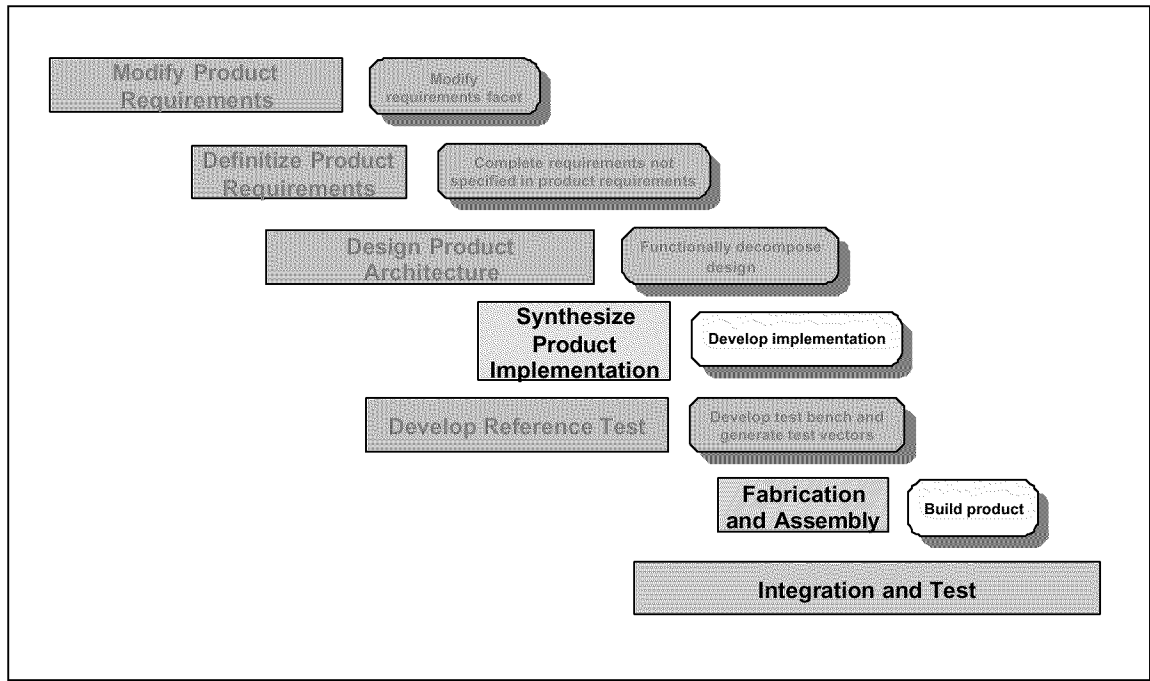 Modify Product
Requirements
Modify
requirements facet
Definitize Product
Requirements
Complete requirements not
specified in product requirements
Design Product
Architecture
Functionally decompose
design
Synthesize
Product
Implementation
Develop implementation
Develop Reference Test
Develop test bench and
generate test vectors
Fabrication
and Assembly
Build product
Integration and Test